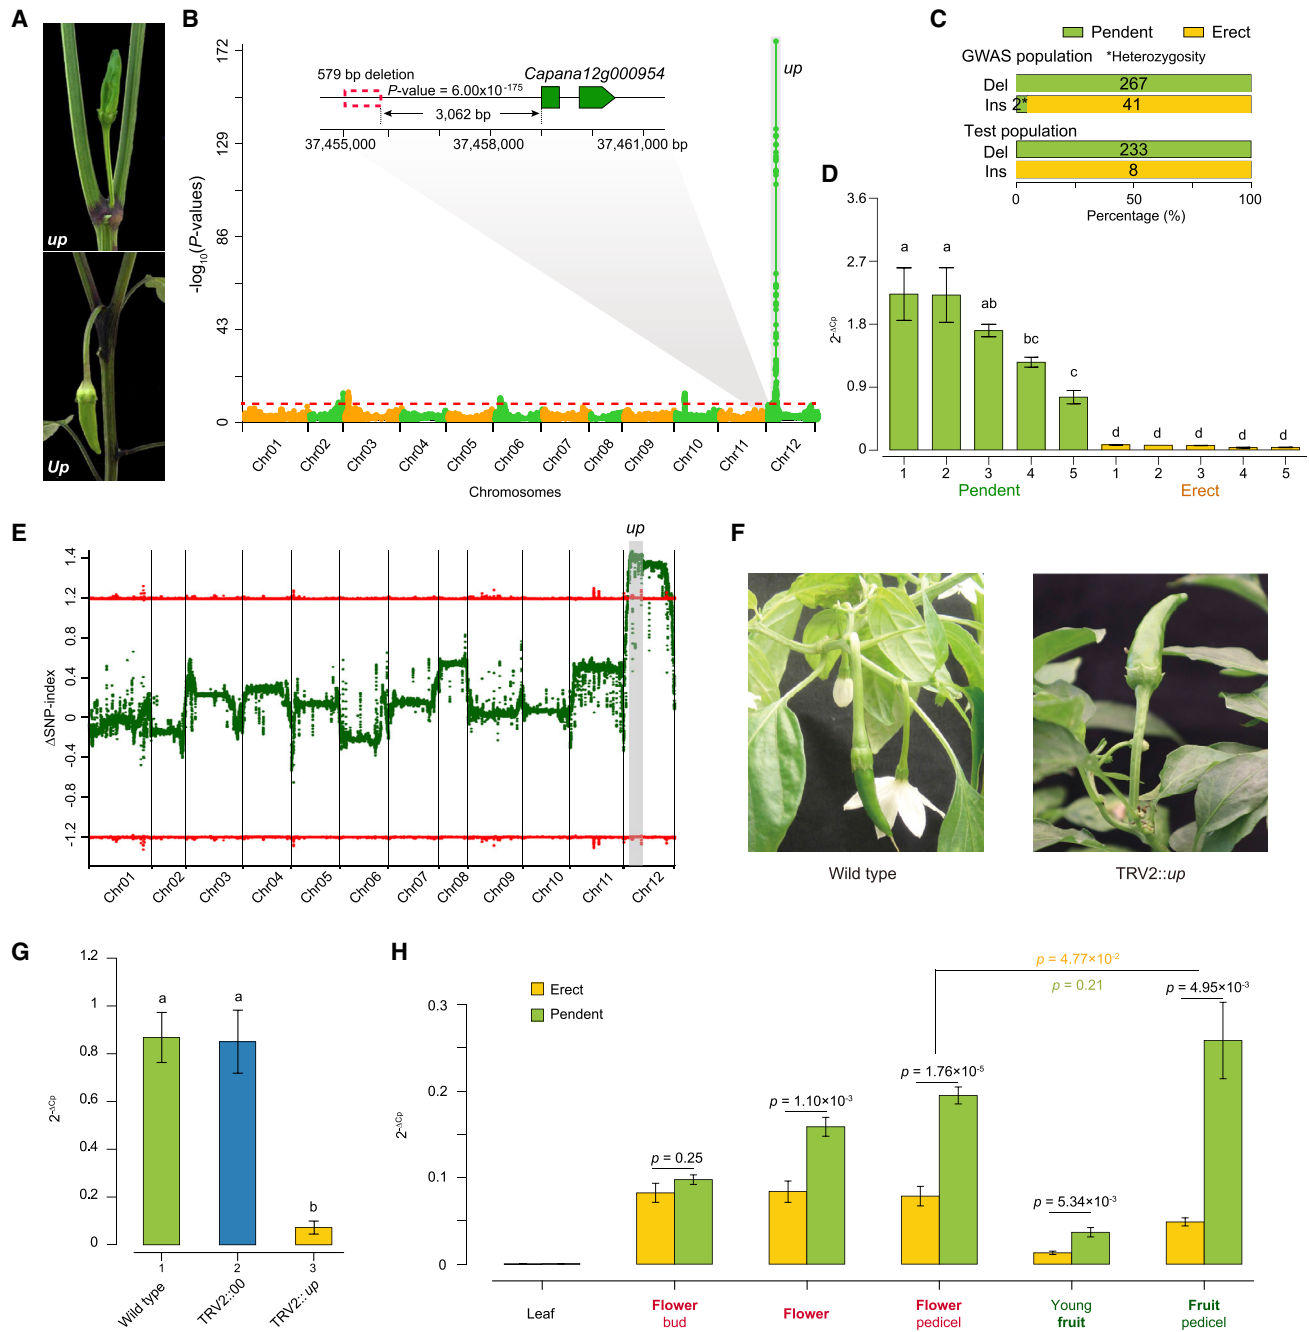 A
up
Up
B
-log10(P-values)
172
129
86
43
0
579 bp deletion
Capana12g000954
P-value = 6.00x10-175
3,062 bp
37,455,000
37,458,000
37,461,000 bp
up
Chr01
Chr02
Chr03
Chr04
Chr05
Chr06
Chr07
Chr08
Chr09
Chr10
Chr11
Chr12
Chromosomes
C
Pendent
Erect
GWAS population *Heterozygosity
Del 267
Ins 2* 41
Test population
Del 233
Ins 8
0 50 100
Percentage (%)
D
2-ΔCp
3.6
2.7
1.8
0.9
0
a a ab bc c d d d d d
1 2 3 4 5 1 2 3 4 5
Pendent Erect
E
ΔSNP-index
1.4
1.2
0.8
0.4
0
-0.4
-0.8
-1.2
up
Chr01
Chr02
Chr03
Chr04
Chr05
Chr06
Chr07
Chr08
Chr09
Chr10
Chr11
Chr12
F
Wild type
TRV2::up
G
2-ΔCp
1.2
1
0.8
0.6
0.4
0.2
0
a a b
1 2 3
Wild type
TRV2::00
TRV2::up
H
2-ΔCp
0.3
0.2
0.1
0
Erect
Pendent
p = 4.77×10-2
p = 0.21
p = 0.25
p = 1.10×10-3
p = 1.76×10-5
p = 5.34×10-3
p = 4.95×10-3
Leaf
Flower
bud
Flower
Flower
pedicel
Young
fruit
Fruit
pedicel